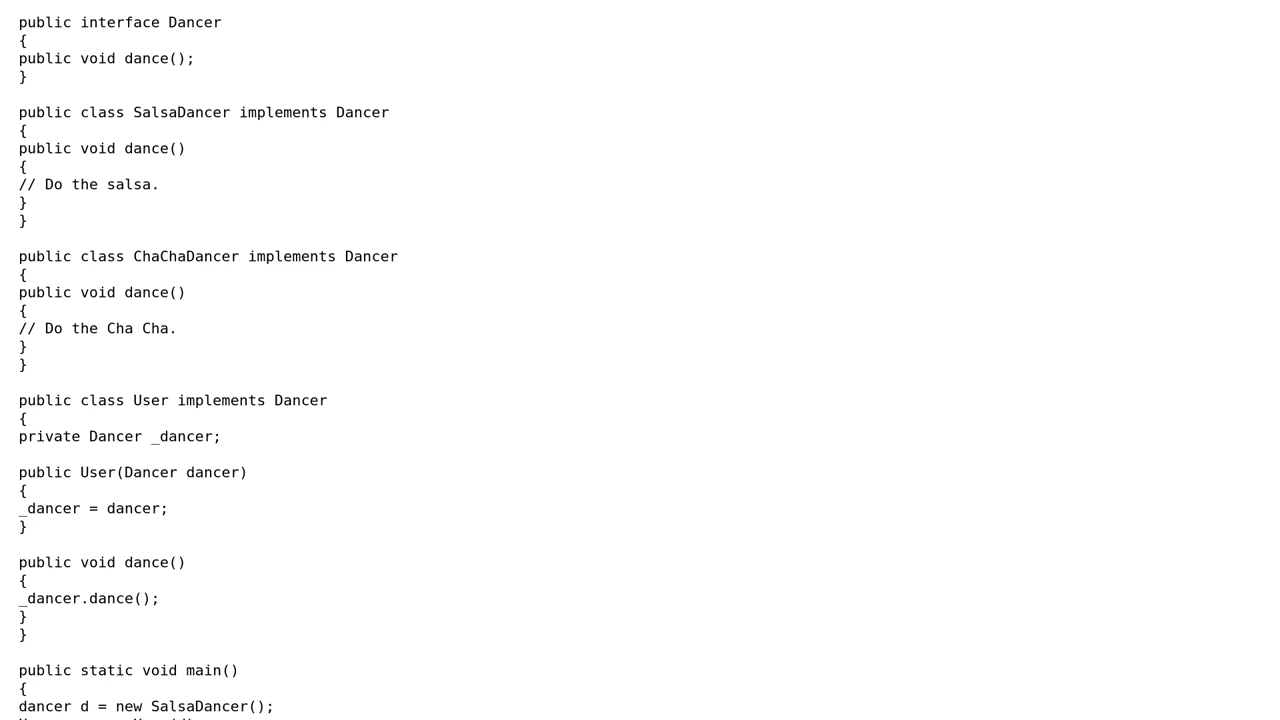 public interface Dancer
{
public void dance();
}

public class SalsaDancer implements Dancer
{
public void dance()
{
// Do the salsa.
}
}

public class ChaChaDancer implements Dancer
{
public void dance()
{
// Do the Cha Cha.
}
}

public class User implements Dancer
{
private Dancer _dancer;

public User(Dancer dancer)
{
_dancer = dancer;
}

public void dance()
{
_dancer.dance();
}
}

public static void main()
{
dancer d = new SalsaDancer();